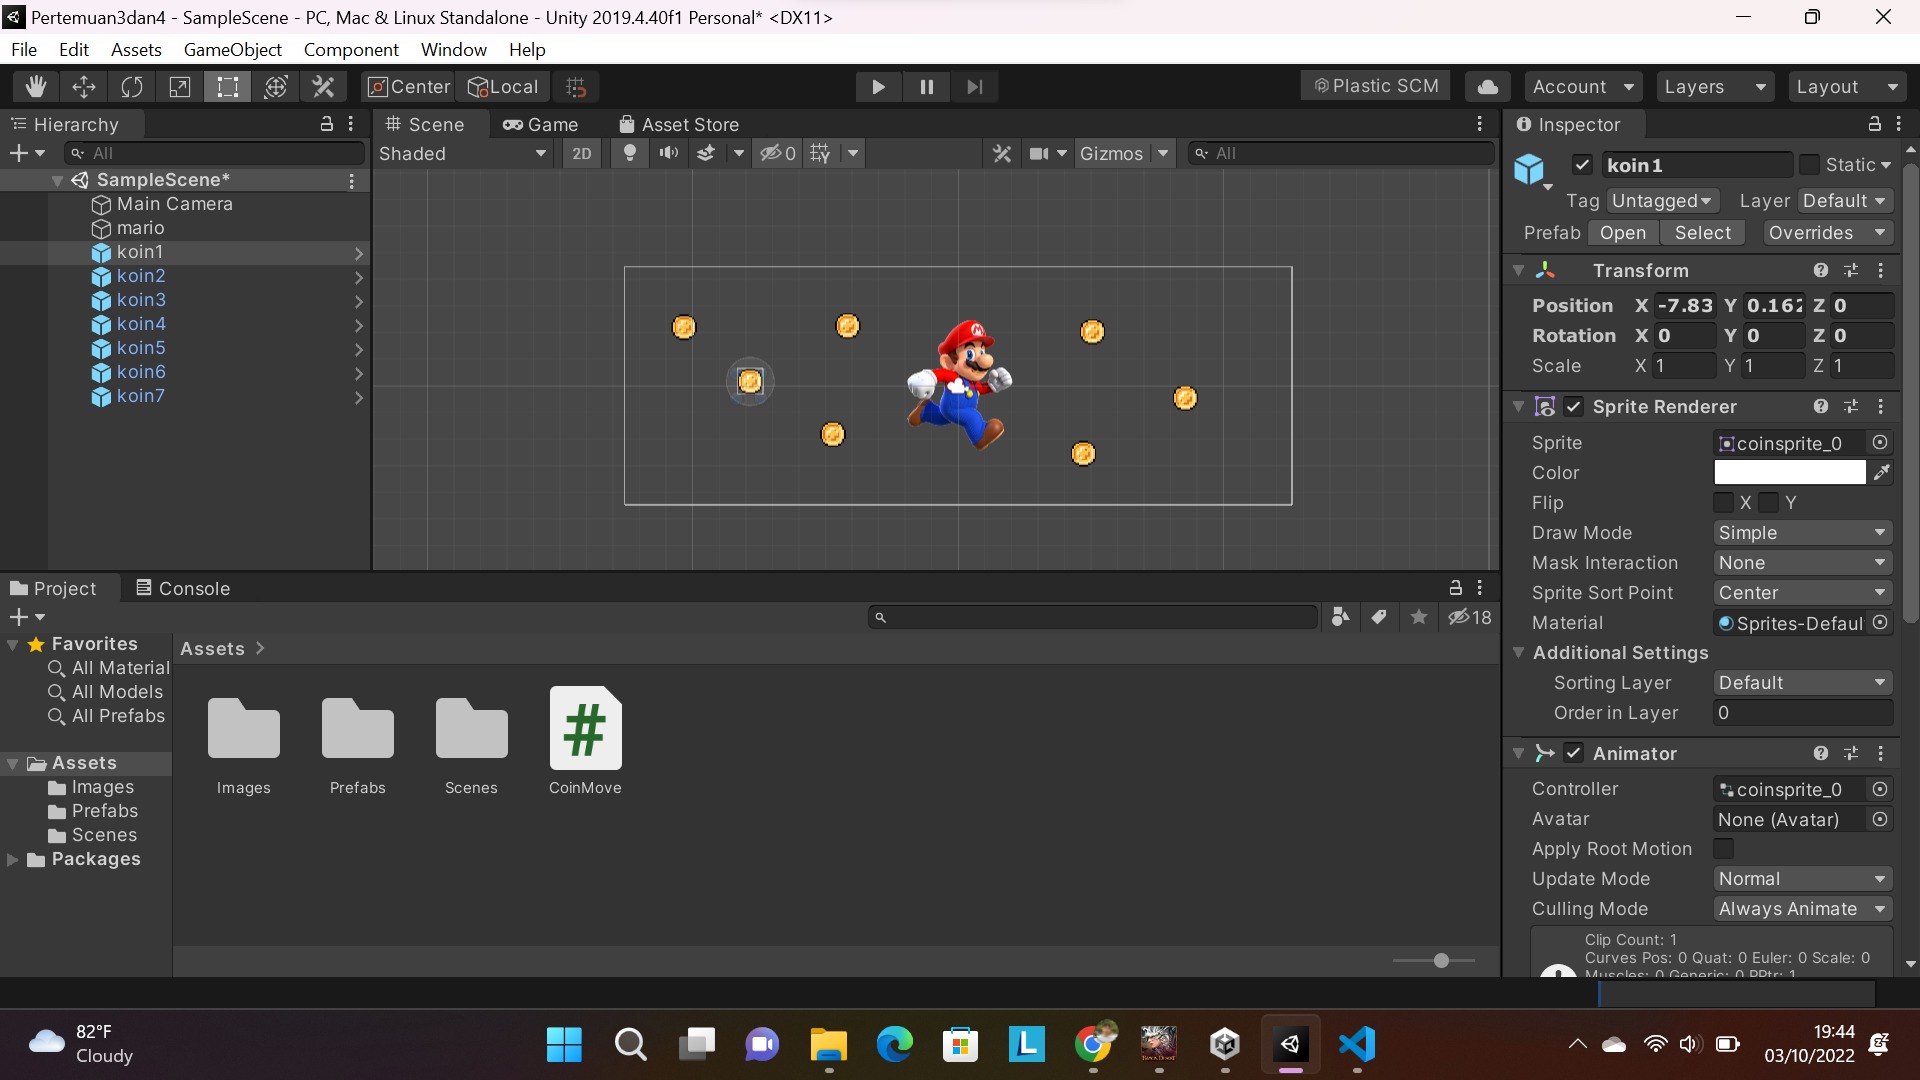 Pertemuan3dan4 - SampleScene - PC, Mac & Linux Standalone - Unity 2019.4.40f1 Personal* <DX11>
File Edit Assets GameObject Component Window Help
Center Local Plastic SCM Account Layers Layout
Hierarchy
All
SampleScene*
Main Camera
mario
koin1
koin2
koin3
koin4
koin5
koin6
koin7
Scene Game Asset Store
Shaded 2D 0 Gizmos All
M
Inspector
koin1 Static
Tag Untagged Layer Default
Prefab Open Select Overrides
Transform
Position X -7.83 Y 0.162 Z 0
Rotation X 0 Y 0 Z 0
Scale X 1 Y 1 Z 1
Sprite Renderer
Sprite coinsprite_0
Color
Flip X Y
Draw Mode Simple
Mask Interaction None
Sprite Sort Point Center
Material Sprites-Defaul
Additional Settings
Sorting Layer Default
Order in Layer 0
Animator
Controller coinsprite_0
Avatar None (Avatar)
Apply Root Motion
Update Mode Normal
Culling Mode Always Animate
Clip Count: 1
Curves Pos: 0 Quat: 0 Euler: 0 Scale: 0
Muscles: 0 Generic: 0 PPtr: 1
Project Console
18
Favorites
All Material
All Models
All Prefabs
Assets
Images
Prefabs
Scenes
Packages
Assets >
Images Prefabs Scenes CoinMove
82°F
Cloudy
L
19:44
03/10/2022